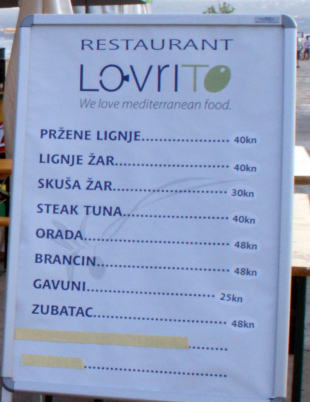 RESTAURANT
LOVRITO
We love mediterranean food.
PRŽENE LIGNJE 40kn
LIGNJE ŽAR 40kn
SKUŠA ŽAR 30kn
STEAK TUNA 40kn
ORADA 48kn
BRANCIN 48kn
GAVUNI 25kn
ZUBATAC 48kn